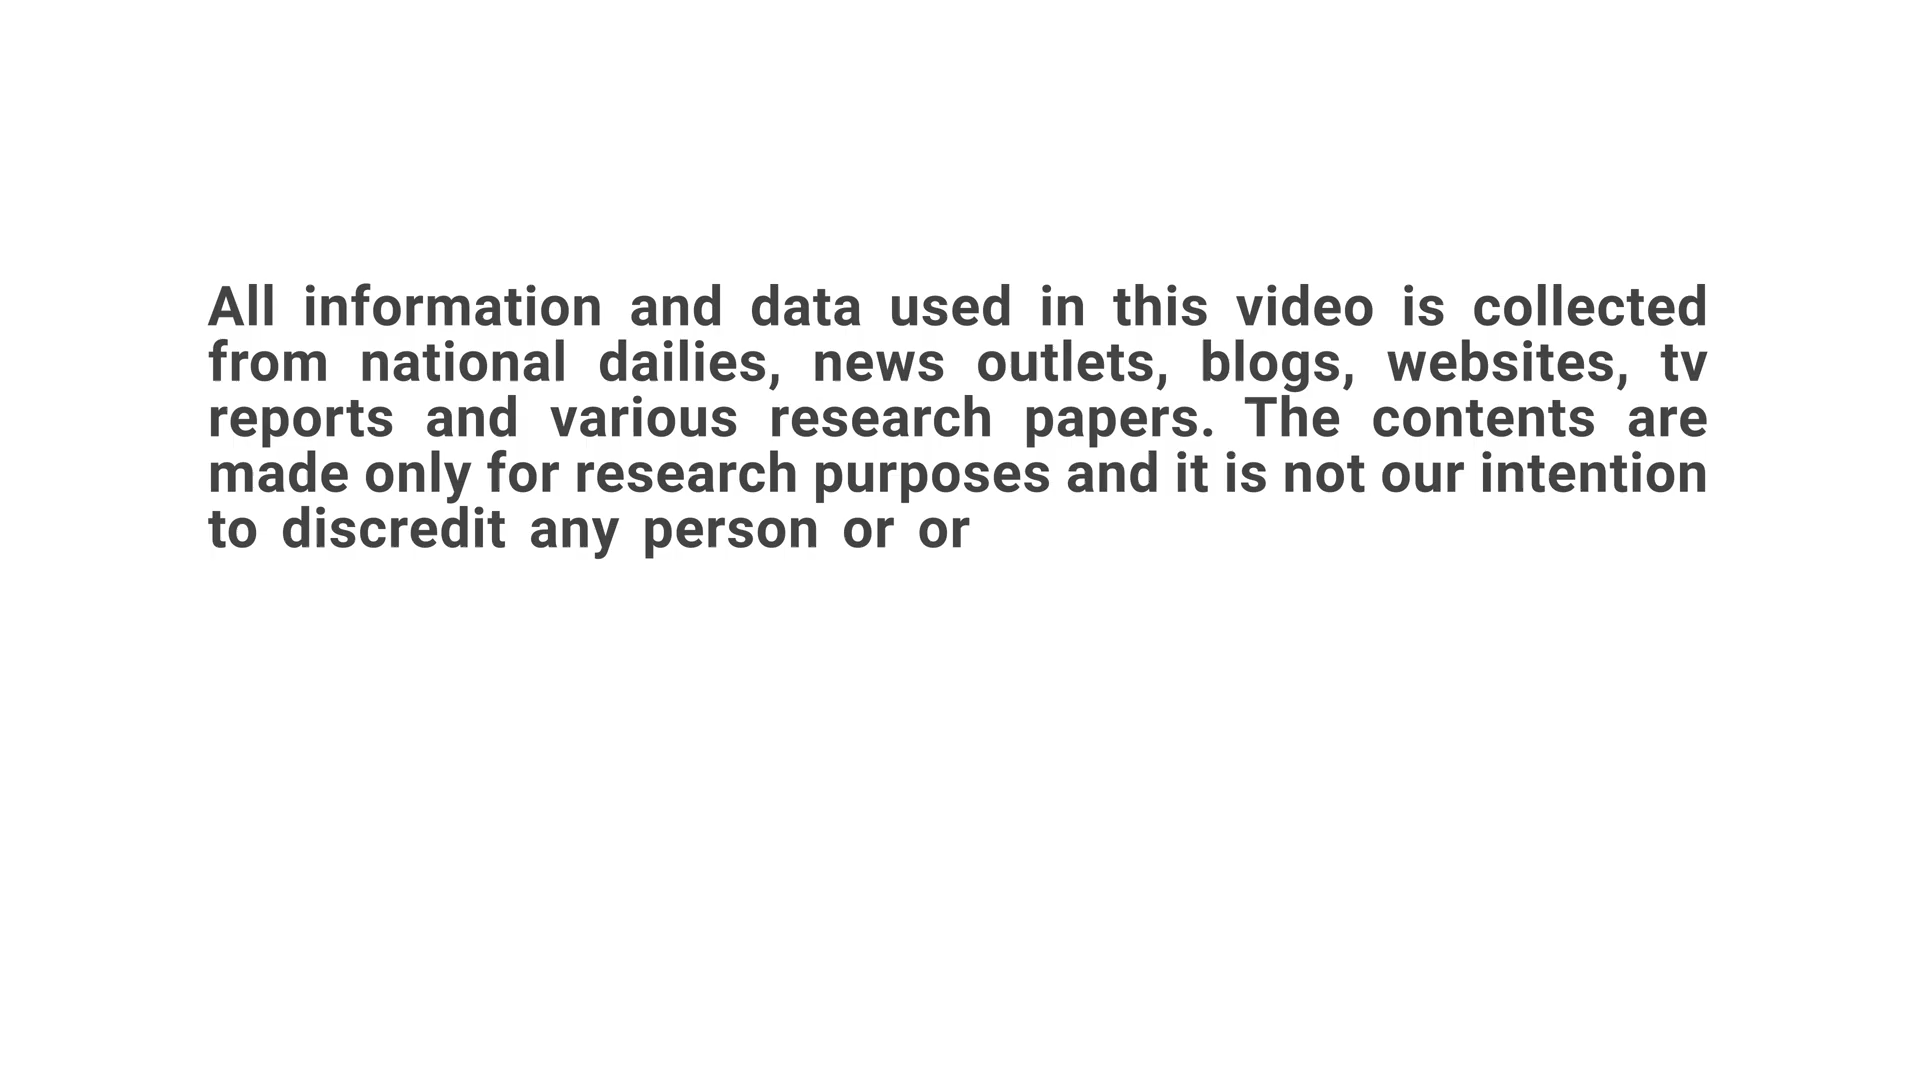 All information and data used in this video is collected
from national dailies, news outlets, blogs, websites, tv
reports and various research papers. The contents are
made only for research purposes and it is not our intention
to discredit any person or or